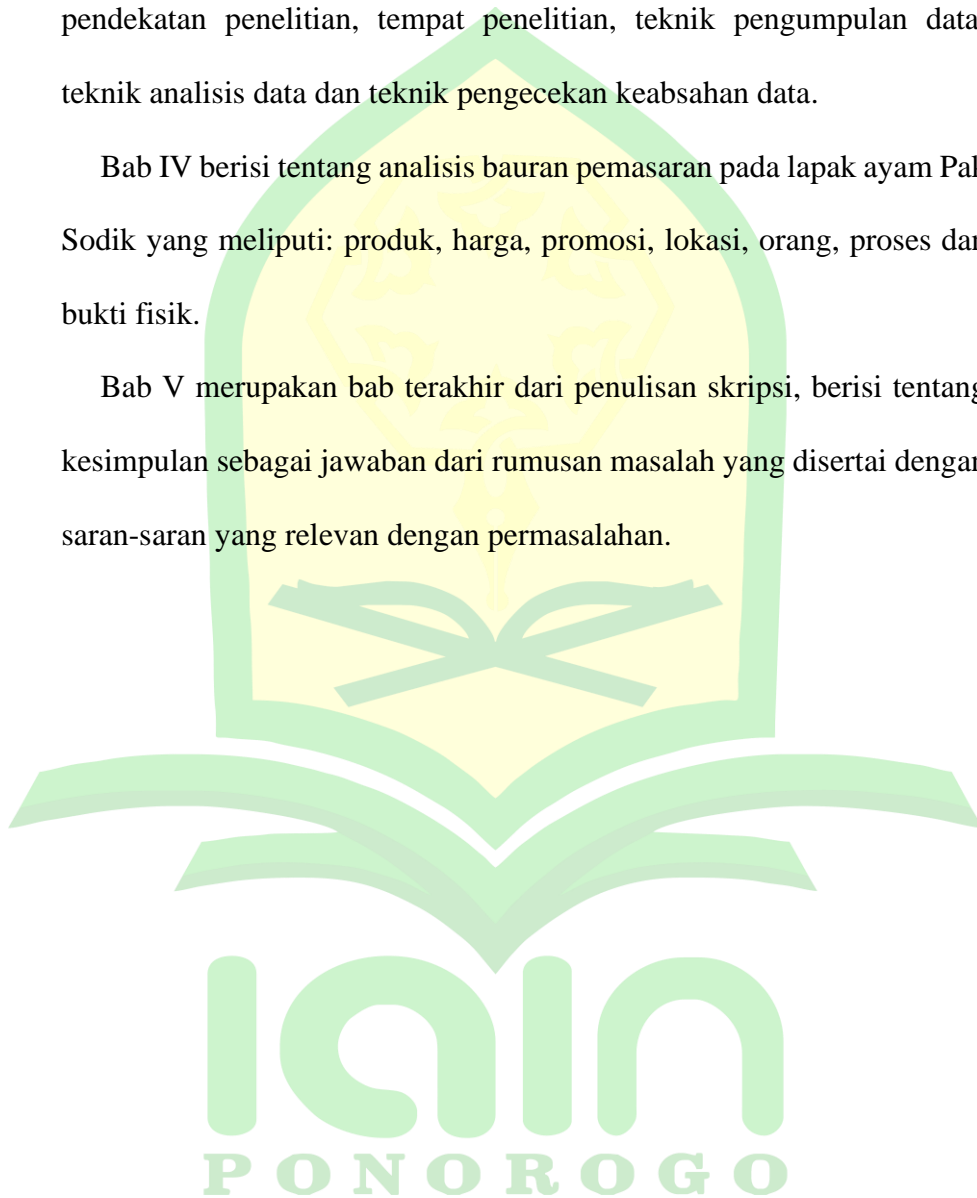 pendekatan penelitian, tempat penelitian, teknik pengumpulan data
teknik analisis data dan teknik pengecekan keabsahan data.
Bab IV berisi tentang analisis bauran pemasaran pada lapak ayam Pa
Sodik yang meliputi: produk, harga, promosi, lokasi, orang, proses da
bukti fisik.
Bab V merupakan bab terakhir dari penulisan skripsi, berisi tentang
kesimpulan sebagai jawaban dari rumusan masalah yang disertai dengan
saran-saran yang relevan dengan permasalahan.
iain
PONOROGO